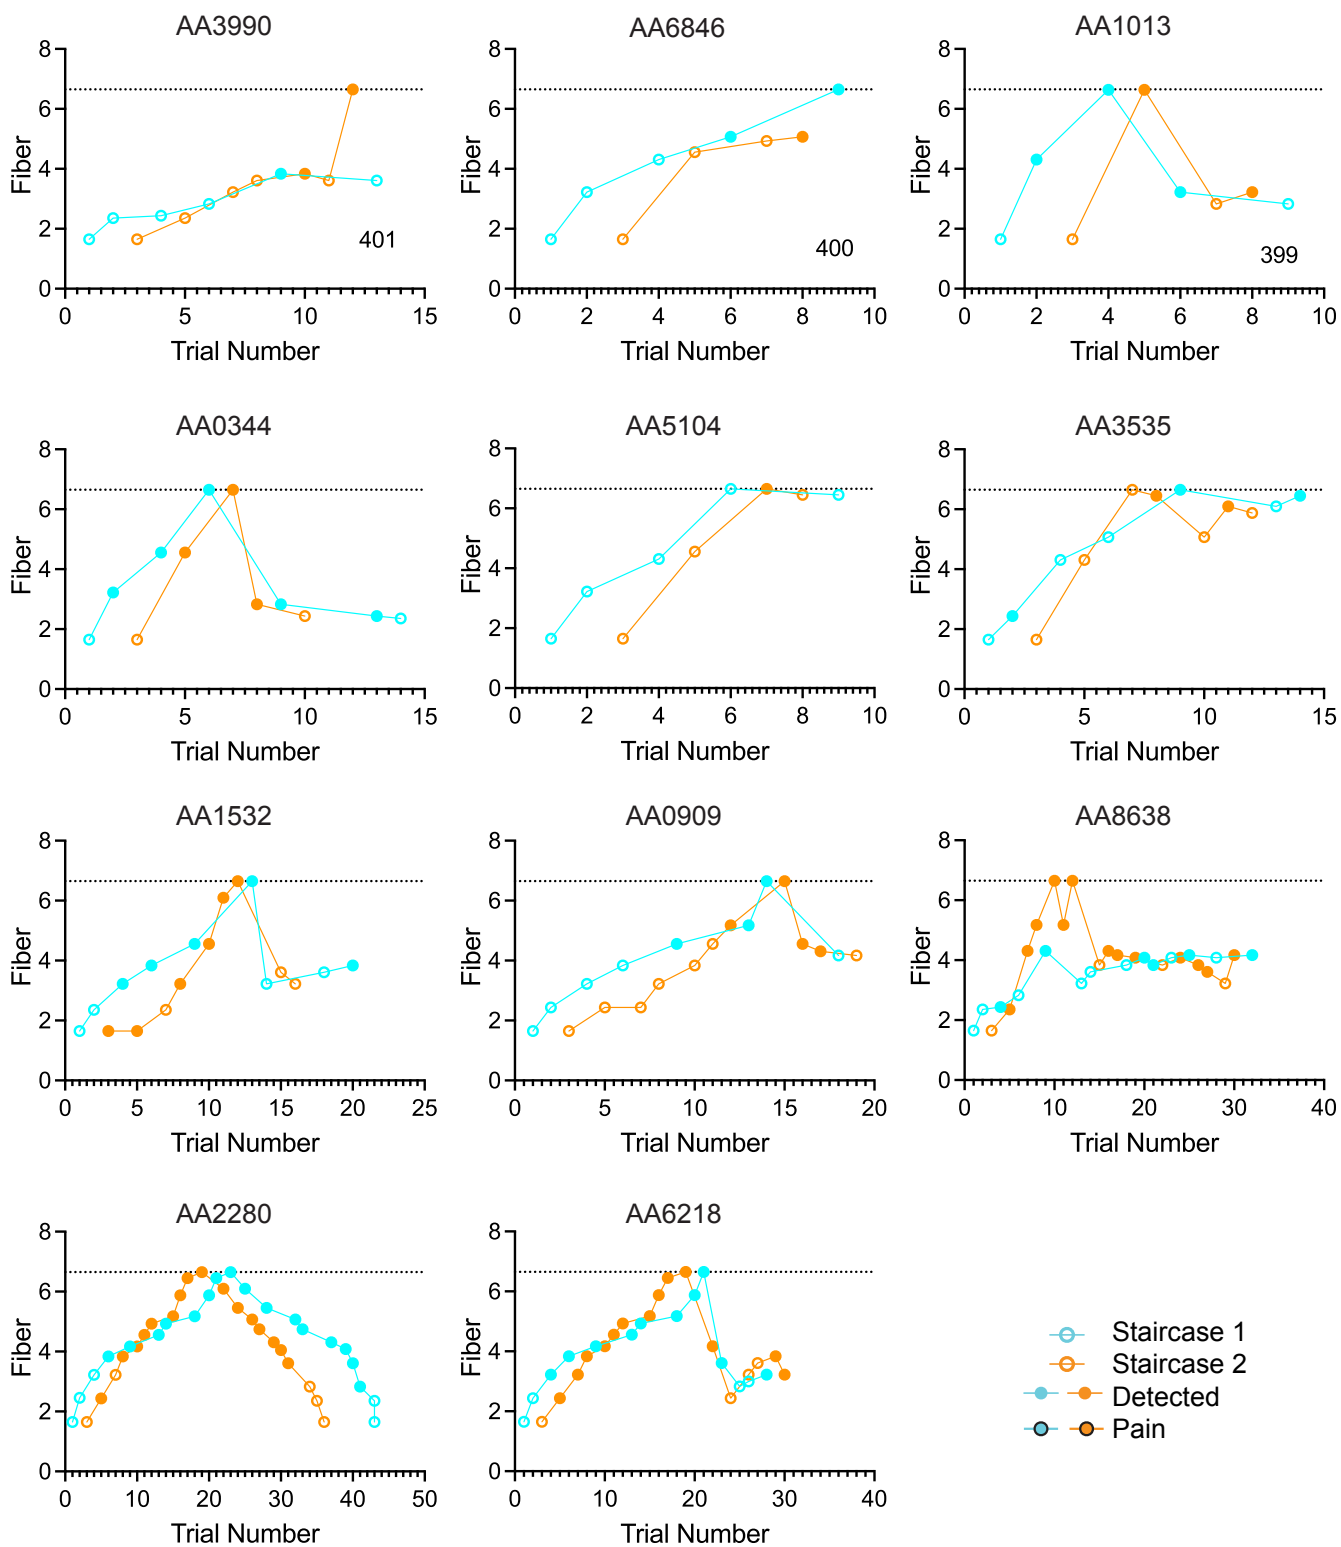 AA3990
8
6
4
2
0
Fiber
401
0 5 10 15
Trial Number
AA6846
8
6
4
2
0
Fiber
400
0 2 4 6 8 10
Trial Number
AA1013
8
6
4
2
0
Fiber
399
0 2 4 6 8 10
Trial Number
AA0344
8
6
4
2
0
Fiber
0 5 10 15
Trial Number
AA5104
8
6
4
2
0
Fiber
0 2 4 6 8 10
Trial Number
AA3535
8
6
4
2
0
Fiber
0 5 10 15
Trial Number
AA1532
8
6
4
2
0
Fiber
0 5 10 15 20 25
Trial Number
AA0909
8
6
4
2
0
Fiber
0 5 10 15 20
Trial Number
AA8638
8
6
4
2
0
Fiber
0 10 20 30 40
Trial Number
AA2280
8
6
4
2
0
Fiber
0 10 20 30 40 50
Trial Number
AA6218
8
6
4
2
0
Fiber
0 10 20 30 40
Trial Number
Staircase 1
Staircase 2
Detected
Pain